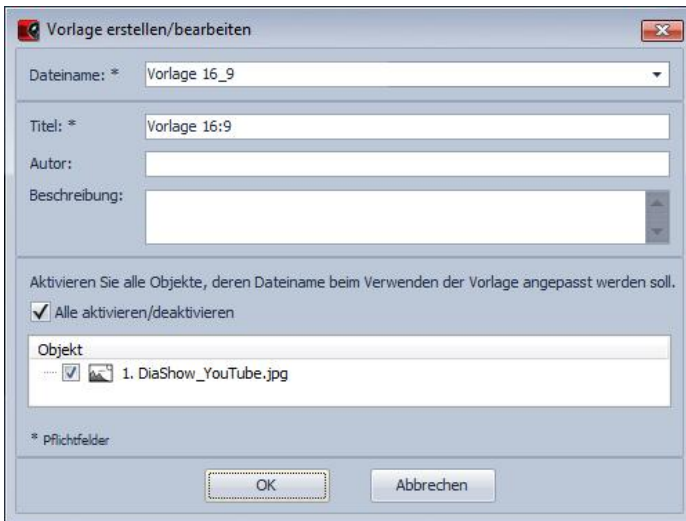 Vorlage erstellen/bearbeiten
Dateiname: * Vorlage 16_9
Titel: * Vorlage 16:9
Autor:
Beschreibung:
Aktivieren Sie alle Objekte, deren Dateiname beim Verwenden der Vorlage angepasst werden soll.
Alle aktivieren/deaktivieren
Objekt
1. DiaShow_YouTube.jpg
* Pflichtfelder
OK Abbrechen